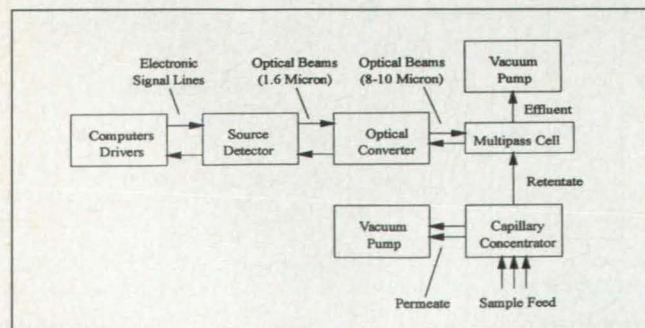 Electronic
Signal Lines
Optical Beams
(1.6 Micron)
Optical Beams
(8-10 Micron)
Vacuum
Pump
Effluent
Computers
Drivers
Source
Detector
Optical
Converter
Multipass Cell
Retentate
Vacuum
Pump
Capillary
Concentrator
Permeate
Sample Feed